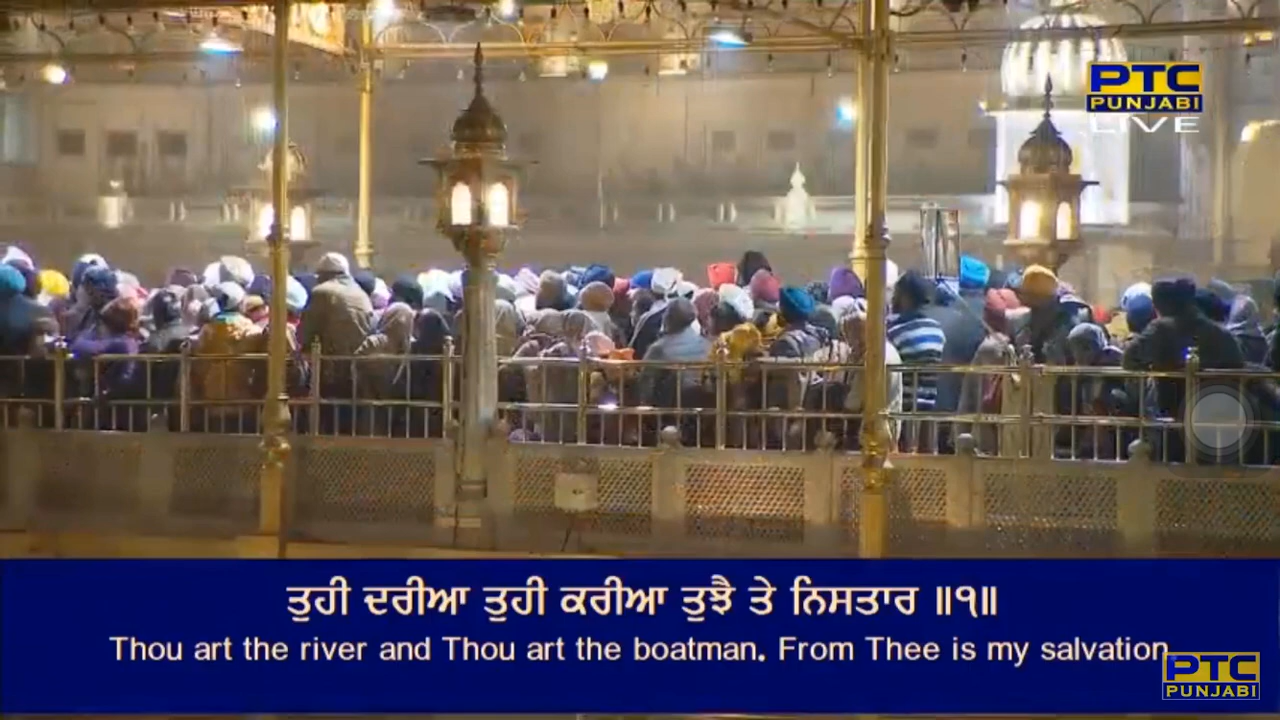 PTC
PUNJABI
LIVE
ਤੁਹੀ ਦਰੀਆ ਤੁਹੀ ਕਰੀਆ ਤੁਝੈ ਤੇ ਨਿਸਤਾਰ ॥੧॥
Thou art the river and Thou art the boatman. From Thee is my salvation.
PTC
PUNJABI